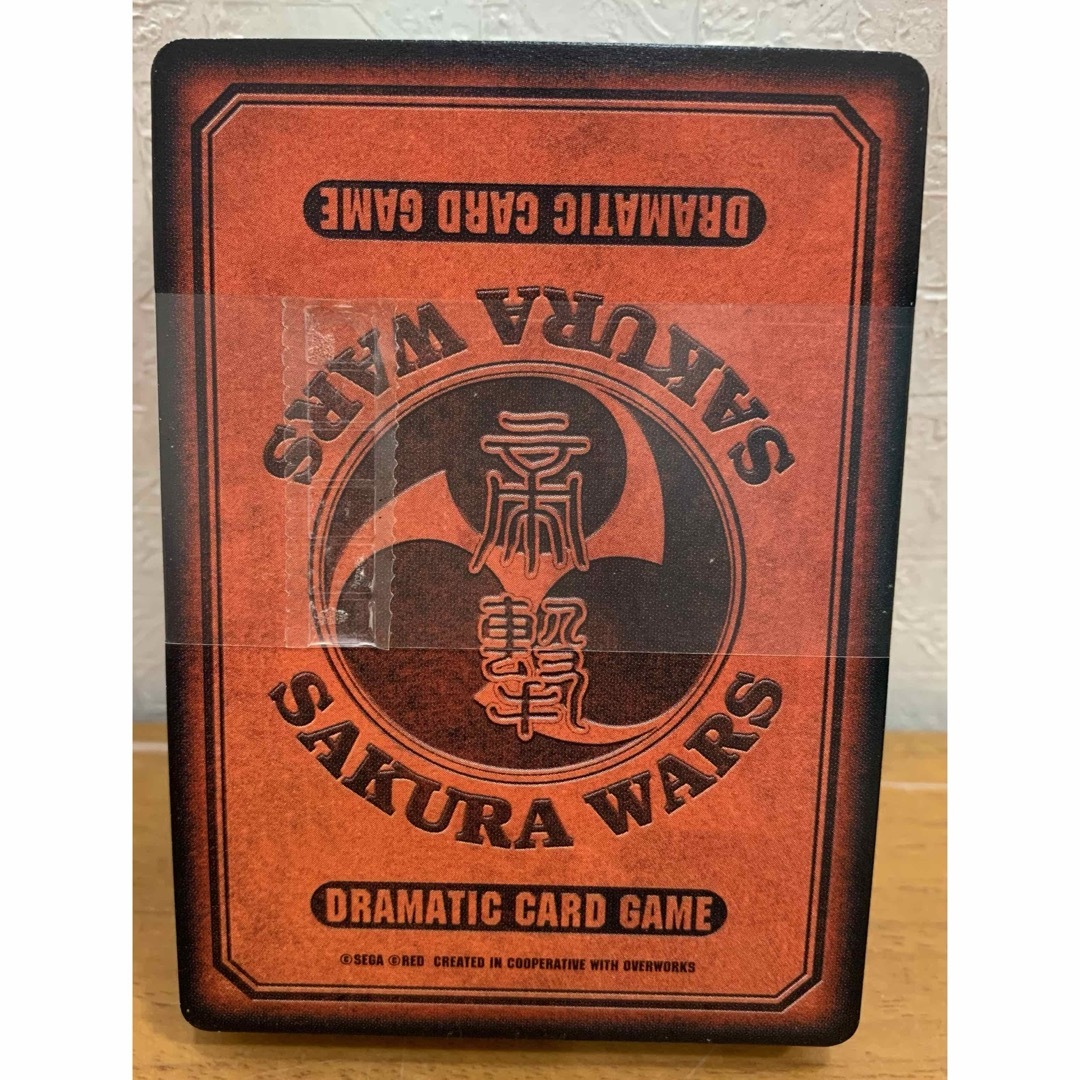 DRAMATIC CARD GAME
SAKURA WARS
帝
撃
SAKURA WARS
DRAMATIC CARD GAME
©SEGA ©RED CREATED IN COOPERATIVE WITH OVERWORKS